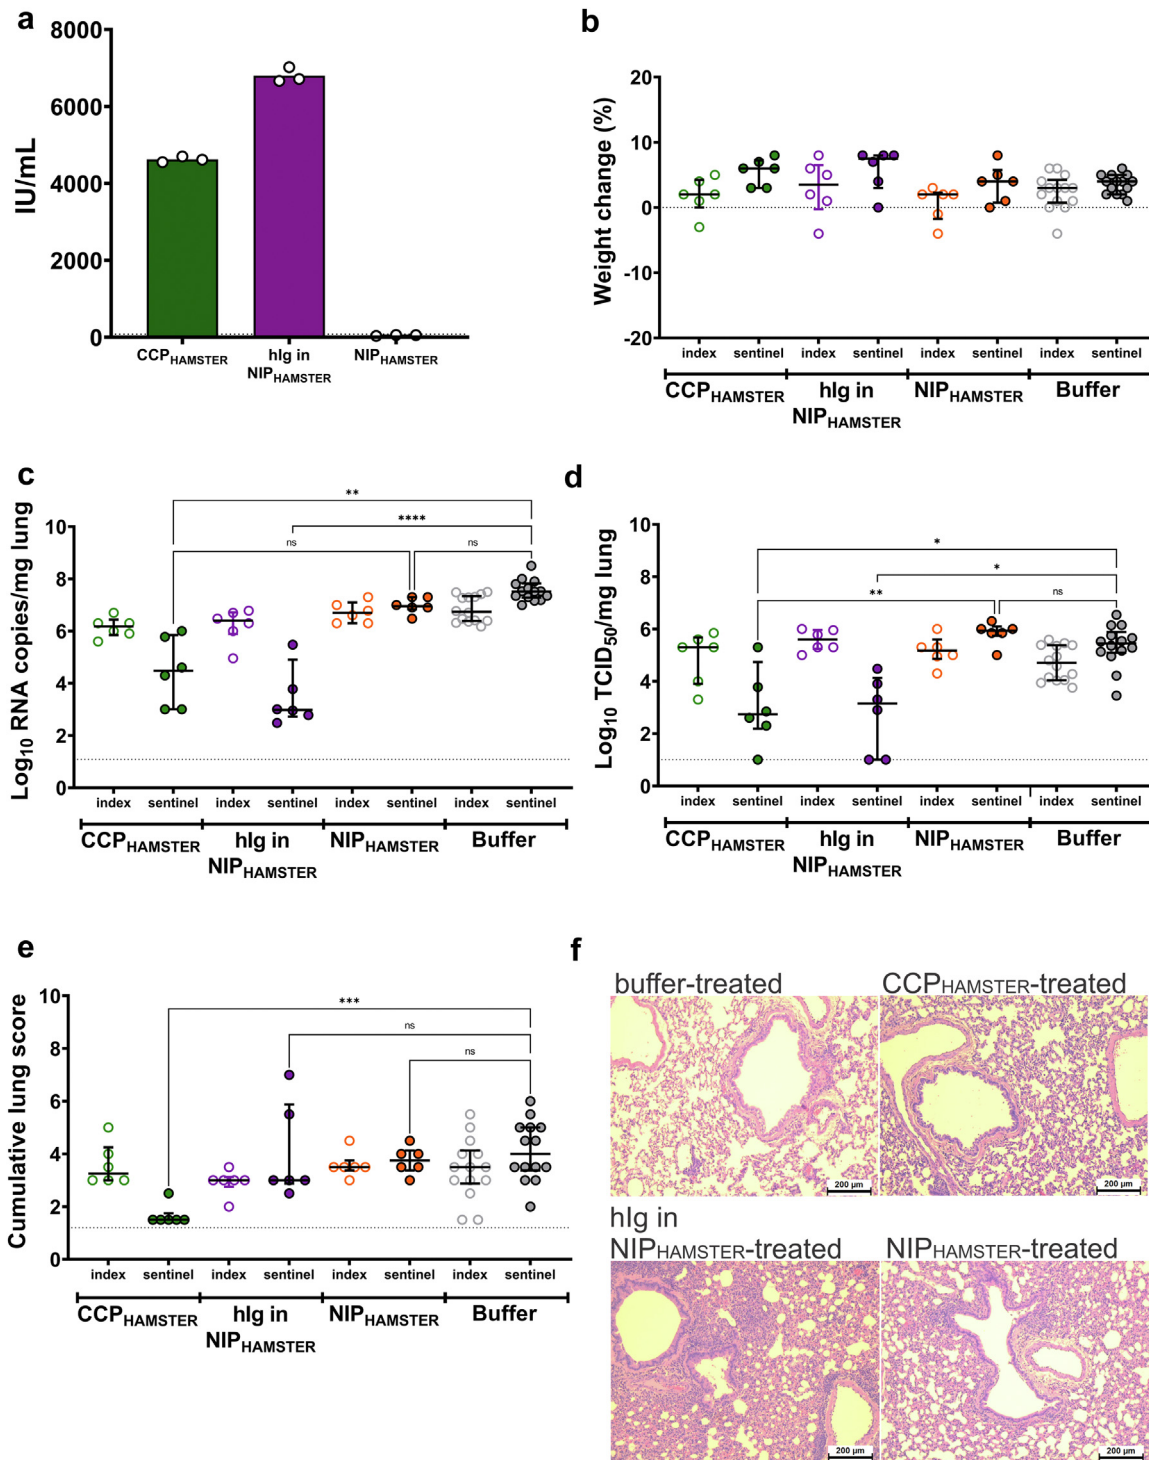 a
8000
6000
4000
2000
0
IU/mL
CCPHAMSTER
hIg in
NIPHAMSTER
NIPHAMSTER
b
20
10
0
-10
-20
Weight change (%)
index sentinel index sentinel index sentinel index sentinel
CCPHAMSTER hIg in NIPHAMSTER Buffer
NIPHAMSTER
c
**
****
ns ns
10
8
6
4
2
0
Log10 RNA copies/mg lung
index sentinel index sentinel index sentinel index sentinel
CCPHAMSTER hIg in NIPHAMSTER Buffer
NIPHAMSTER
d
*
*
** ns
10
8
6
4
2
0
Log10 TCID50/mg lung
index sentinel index sentinel index sentinel index sentinel
CCPHAMSTER hIg in NIPHAMSTER Buffer
NIPHAMSTER
e
***
ns
ns
10
8
6
4
2
0
Cumulative lung score
index sentinel index sentinel index sentinel index sentinel
CCPHAMSTER hIg in NIPHAMSTER Buffer
NIPHAMSTER
f
buffer-treated
CCPHAMSTER-treated
200 µm
200 µm
hIg in
NIPHAMSTER-treated
NIPHAMSTER-treated
200 µm
200 µm